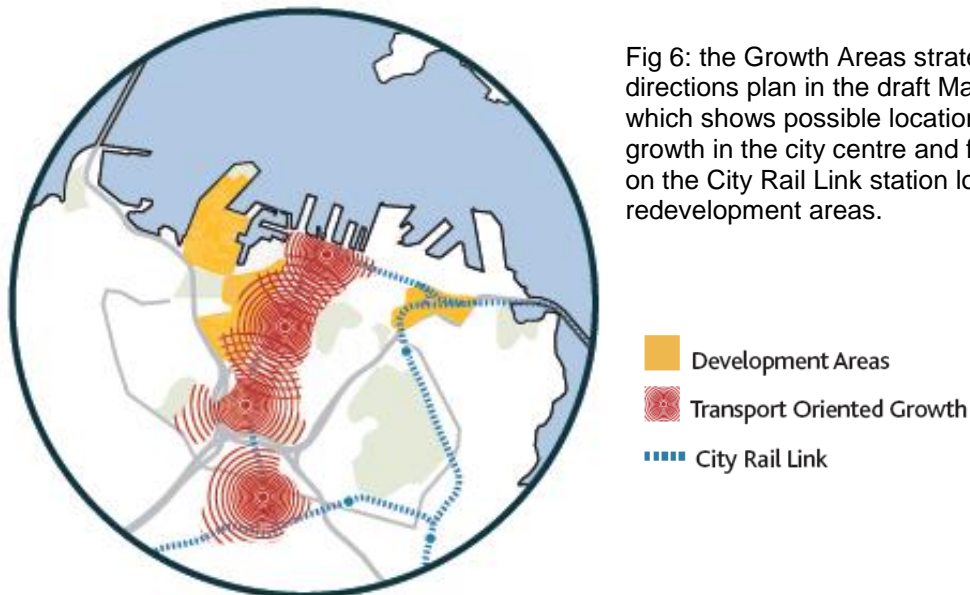 Fig 6: the Growth Areas strate
directions plan in the draft Ma
which shows possible location
growth in the city centre and f
on the City Rail Link station lo
redevelopment areas.
Development Areas
Transport Oriented Growth
City Rail Link